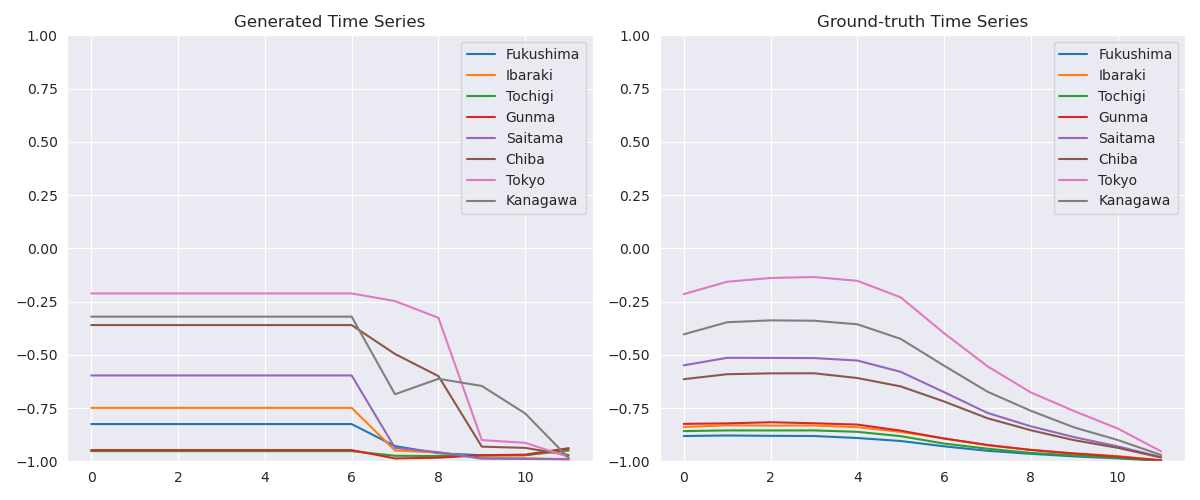 Generated Time Series
1.00
0.75
0.50
0.25
0.00
−0.25
−0.50
−0.75
−1.00
0 2 4 6 8 10
Fukushima
Ibaraki
Tochigi
Gunma
Saitama
Chiba
Tokyo
Kanagawa
Ground-truth Time Series
1.00
0.75
0.50
0.25
0.00
−0.25
−0.50
−0.75
−1.00
0 2 4 6 8 10
Fukushima
Ibaraki
Tochigi
Gunma
Saitama
Chiba
Tokyo
Kanagawa